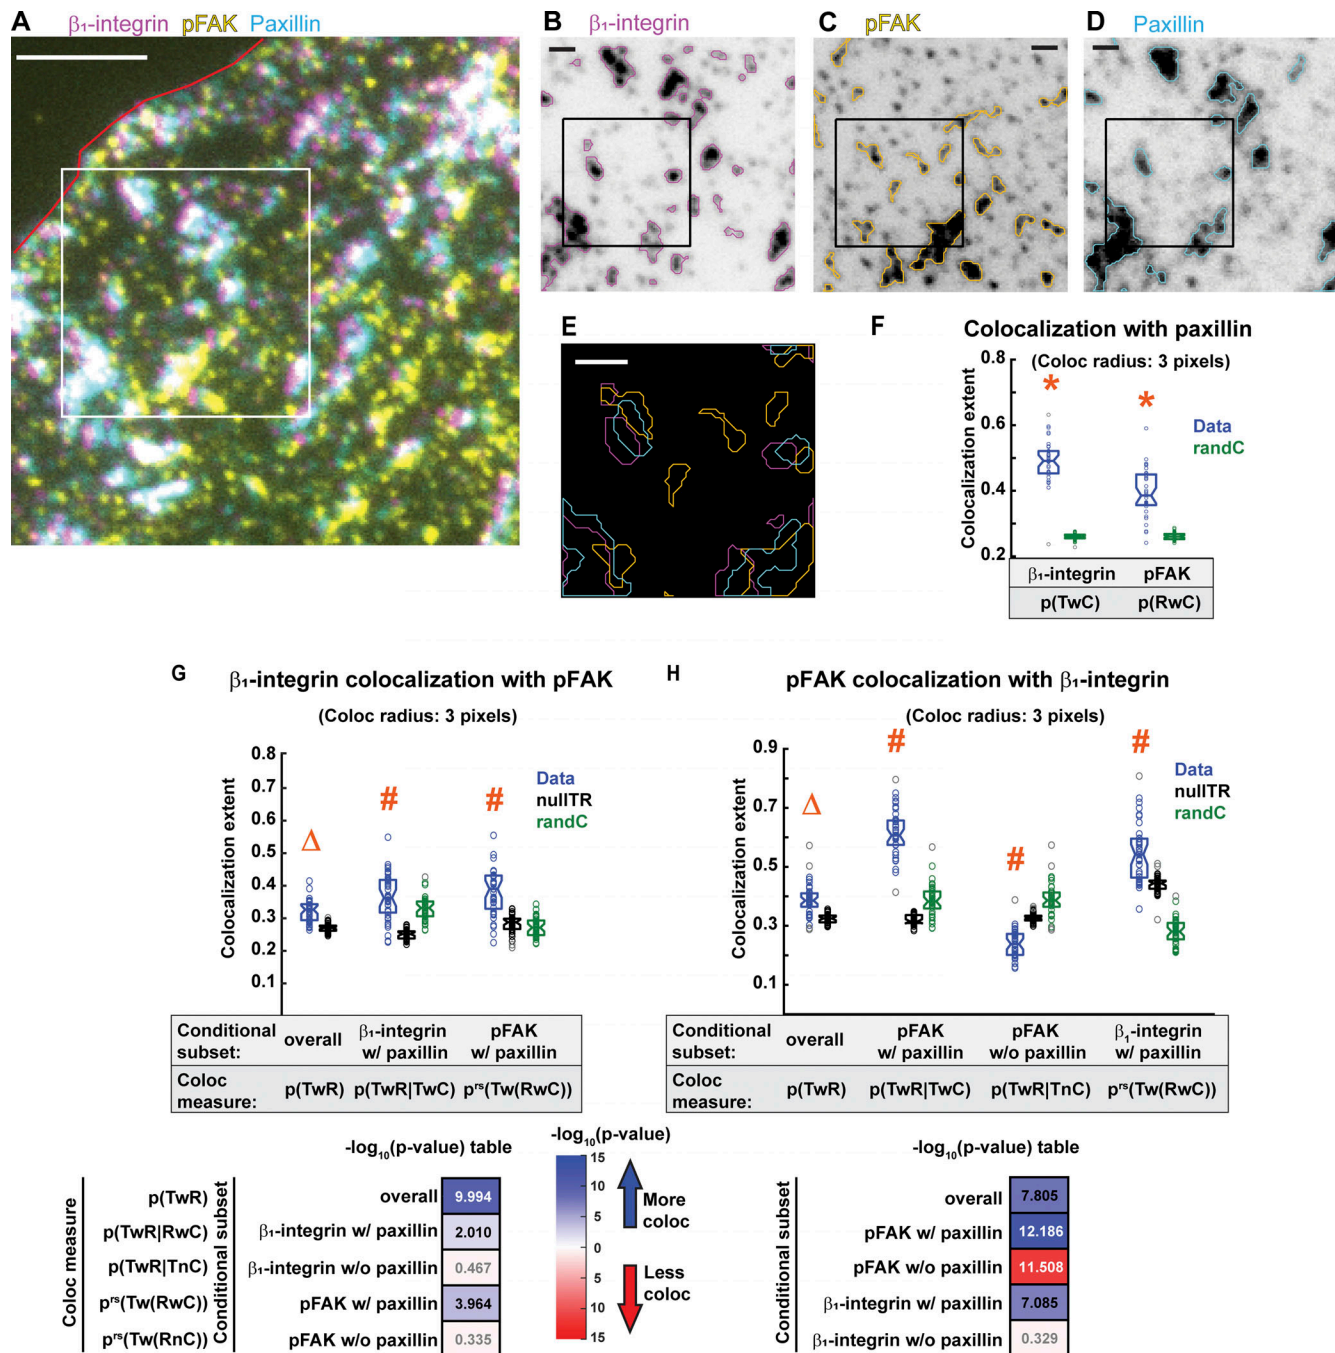 A
β₁-integrin pFAK Paxillin
B
β₁-integrin
C
pFAK
D
Paxillin
E
F
Colocalization with paxillin
(Coloc radius: 3 pixels)
Colocalization extent
0.8
0.6
0.4
0.2
*
*
Data
randC
β₁-integrin pFAK
p(TwC) p(RwC)
G
β₁-integrin colocalization with pFAK
(Coloc radius: 3 pixels)
Colocalization extent
0.8
0.7
0.6
0.5
0.4
0.3
0.2
0.1
Δ
#
#
Data
nullTR
randC
Conditional subset:
overall
β₁-integrin w/ paxillin
pFAK w/ paxillin
Coloc measure:
p(TwR)
p(TwR|TwC)
pʳˢ(Tw(RwC))
H
pFAK colocalization with β₁-integrin
(Coloc radius: 3 pixels)
Colocalization extent
0.9
0.7
0.5
0.3
0.1
Δ
#
#
#
Data
nullTR
randC
Conditional subset:
overall
pFAK w/ paxillin
pFAK w/o paxillin
β₁-integrin w/ paxillin
Coloc measure:
p(TwR)
p(TwR|TwC)
p(TwR|TnC)
pʳˢ(Tw(RwC))
-log₁₀(p-value) table
Coloc measure
Conditional subset
p(TwR) overall 9.994
p(TwR|RwC) β₁-integrin w/ paxillin 2.010
p(TwR|TnC) β₁-integrin w/o paxillin 0.467
pʳˢ(Tw(RwC)) pFAK w/ paxillin 3.964
pʳˢ(Tw(RnC)) pFAK w/o paxillin 0.335
-log₁₀(p-value)
15
10
5
0
5
10
15
More coloc
Less coloc
-log₁₀(p-value) table
Conditional subset
overall 7.805
pFAK w/ paxillin 12.186
pFAK w/o paxillin 11.508
β₁-integrin w/ paxillin 7.085
β₁-integrin w/o paxillin 0.329